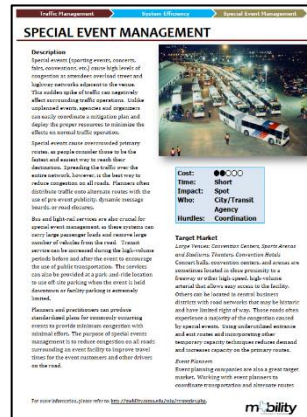 Traffic Management
System Efficiency
Special Event Management
SPECIAL EVENT MANAGEMENT
Description
Special events (sporting events, concerts,
fairs, conventions, etc.) cause high levels of
congestion as attendees overload street and
highway networks adjacent to the venue.
This sudden spike of traffic can negatively
affect surrounding traffic operations. Unlike
unplanned events, agencies and organizers
can easily coordinate a mitigation plan and
deploy the proper resources to minimize the
effects on normal traffic operation.
Special events cause overcrowded primary
routes, as people consider those to be the
fastest and easiest way to reach their
destination. Spreading the traffic over the
entire network, however, is the best way to
reduce congestion on all roads. Planners often
distribute traffic onto alternate routes with the
use of pre-event publicity, dynamic message
boards, or road closures.
Bus and light-rail services are also crucial for
special event management, as these systems can
carry large passenger loads and remove large
number of vehicles from the road. Transit
service can be increased during the high-volume
periods before and after the event to encourage
the use of public transportation. The services
can also be provided at a park-and-ride location
to use off-site parking when the event is held
downtown or facility parking is extremely
limited.
Planners and practitioners can produce
standardized plans for commonly occurring
events to provide minimum congestion with
minimal effort. The purpose of special events
management is to reduce congestion on all roads
surrounding an event facility to improve travel
times for the event customers and other drivers
on the road.
Cost:
Time: Short
Impact: Spot
Who: City/Transit
Agency
Hurdles: Coordination
Target Market
Large Venues: Convention Centers, Sports Arenas
and Stadiums, Theaters, Convention Hotels
Concert halls, convention centers, and arenas are
sometimes located in close proximity to a
freeway or other high speed, high-volume
arterial that allows easy access to the facility.
Others can be located in central business
districts with road networks that may be historic
and have limited right of way. These roads often
experience a majority of the congestion caused
by special events. Using underutilized entrance
and exit routes and incorporating other
temporary capacity techniques reduces demand
and increases capacity on the primary routes.
Event Planners
Event planning companies are also a great target
market. Working with event planners to
coordinate transportation and alternate routes
For more information, please refer to:
mobility